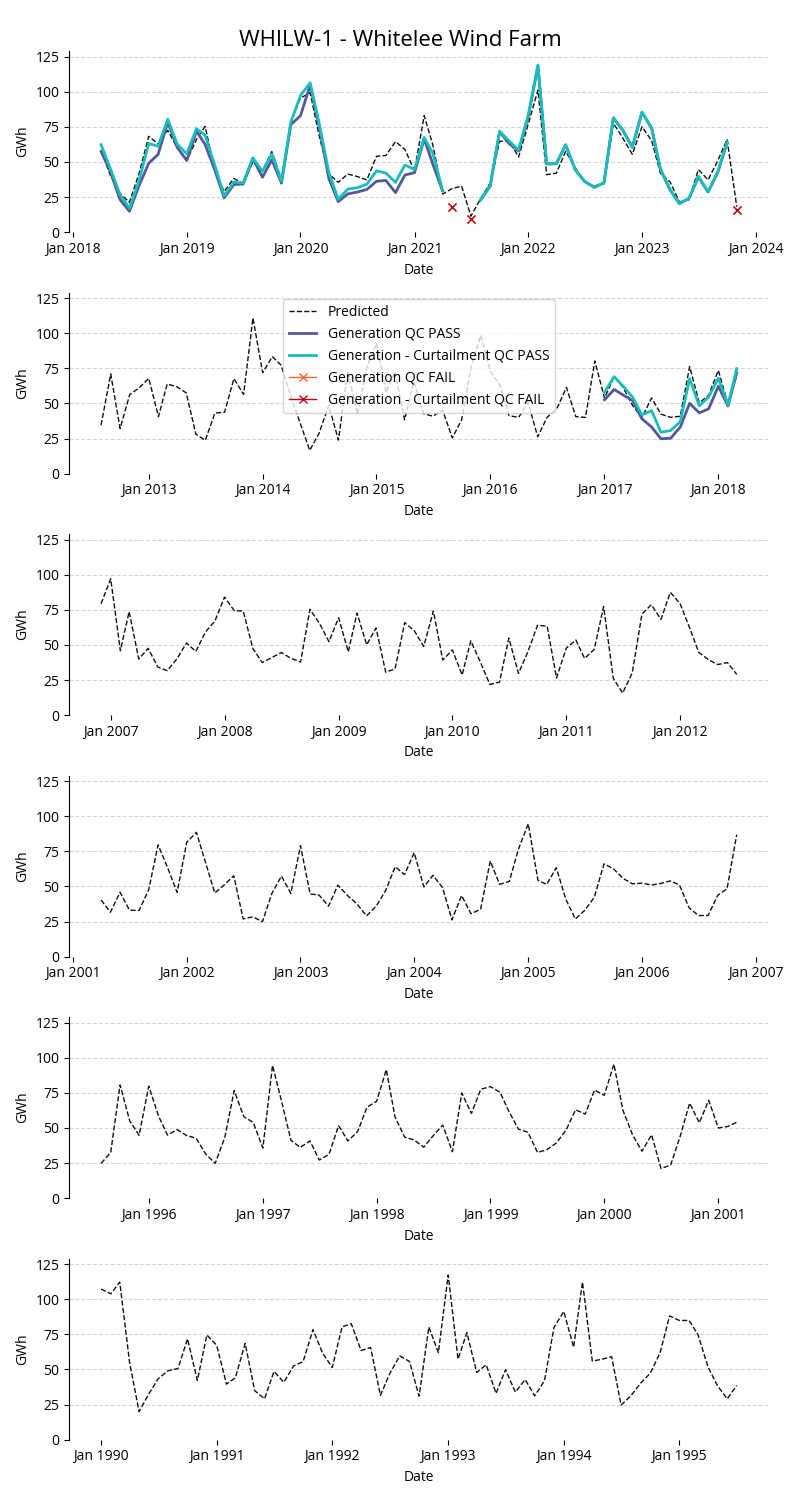 WHILW-1 - Whitelee Wind Farm
125
100
75
50
25
0
GWh
Jan 2018 Jan 2019 Jan 2020 Jan 2021 Jan 2022 Jan 2023 Jan 2024
Date
125
100
75
50
25
0
GWh
Predicted
Generation QC PASS
Generation - Curtailment QC PASS
Generation QC FAIL
Generation - Curtailment QC FAIL
Jan 2013 Jan 2014 Jan 2015 Jan 2016 Jan 2017 Jan 2018
Date
125
100
75
50
25
0
GWh
Jan 2007 Jan 2008 Jan 2009 Jan 2010 Jan 2011 Jan 2012
Date
125
100
75
50
25
0
GWh
Jan 2001 Jan 2002 Jan 2003 Jan 2004 Jan 2005 Jan 2006 Jan 2007
Date
125
100
75
50
25
0
GWh
Jan 1996 Jan 1997 Jan 1998 Jan 1999 Jan 2000 Jan 2001
Date
125
100
75
50
25
0
GWh
Jan 1990 Jan 1991 Jan 1992 Jan 1993 Jan 1994 Jan 1995
Date